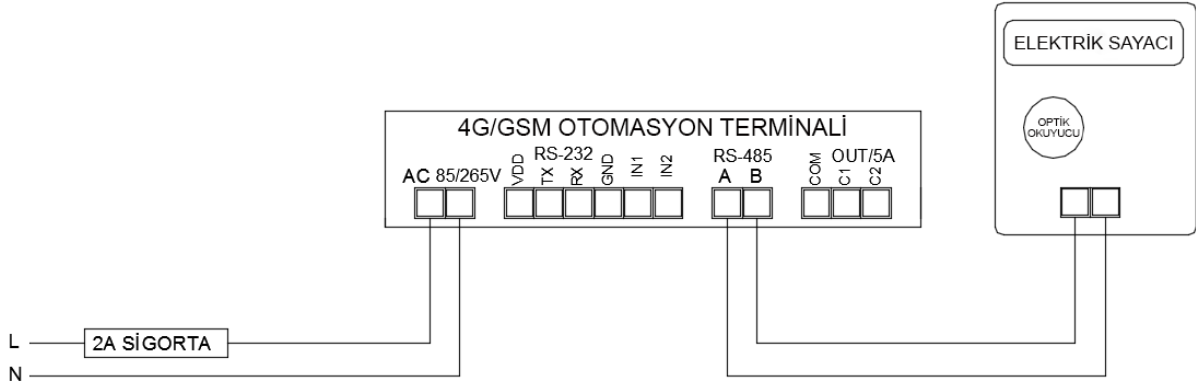 ELEKTRİK SAYACI
OPTİK
OKUYUCU
4G/GSM OTOMASYON TERMİNALİ
AC 85/265V
RS-232
VDD
TX
RX
GND
IN1
IN2
RS-485
A B
OUT/5A
COM
C1
C2
L
2A SİGORTA
N